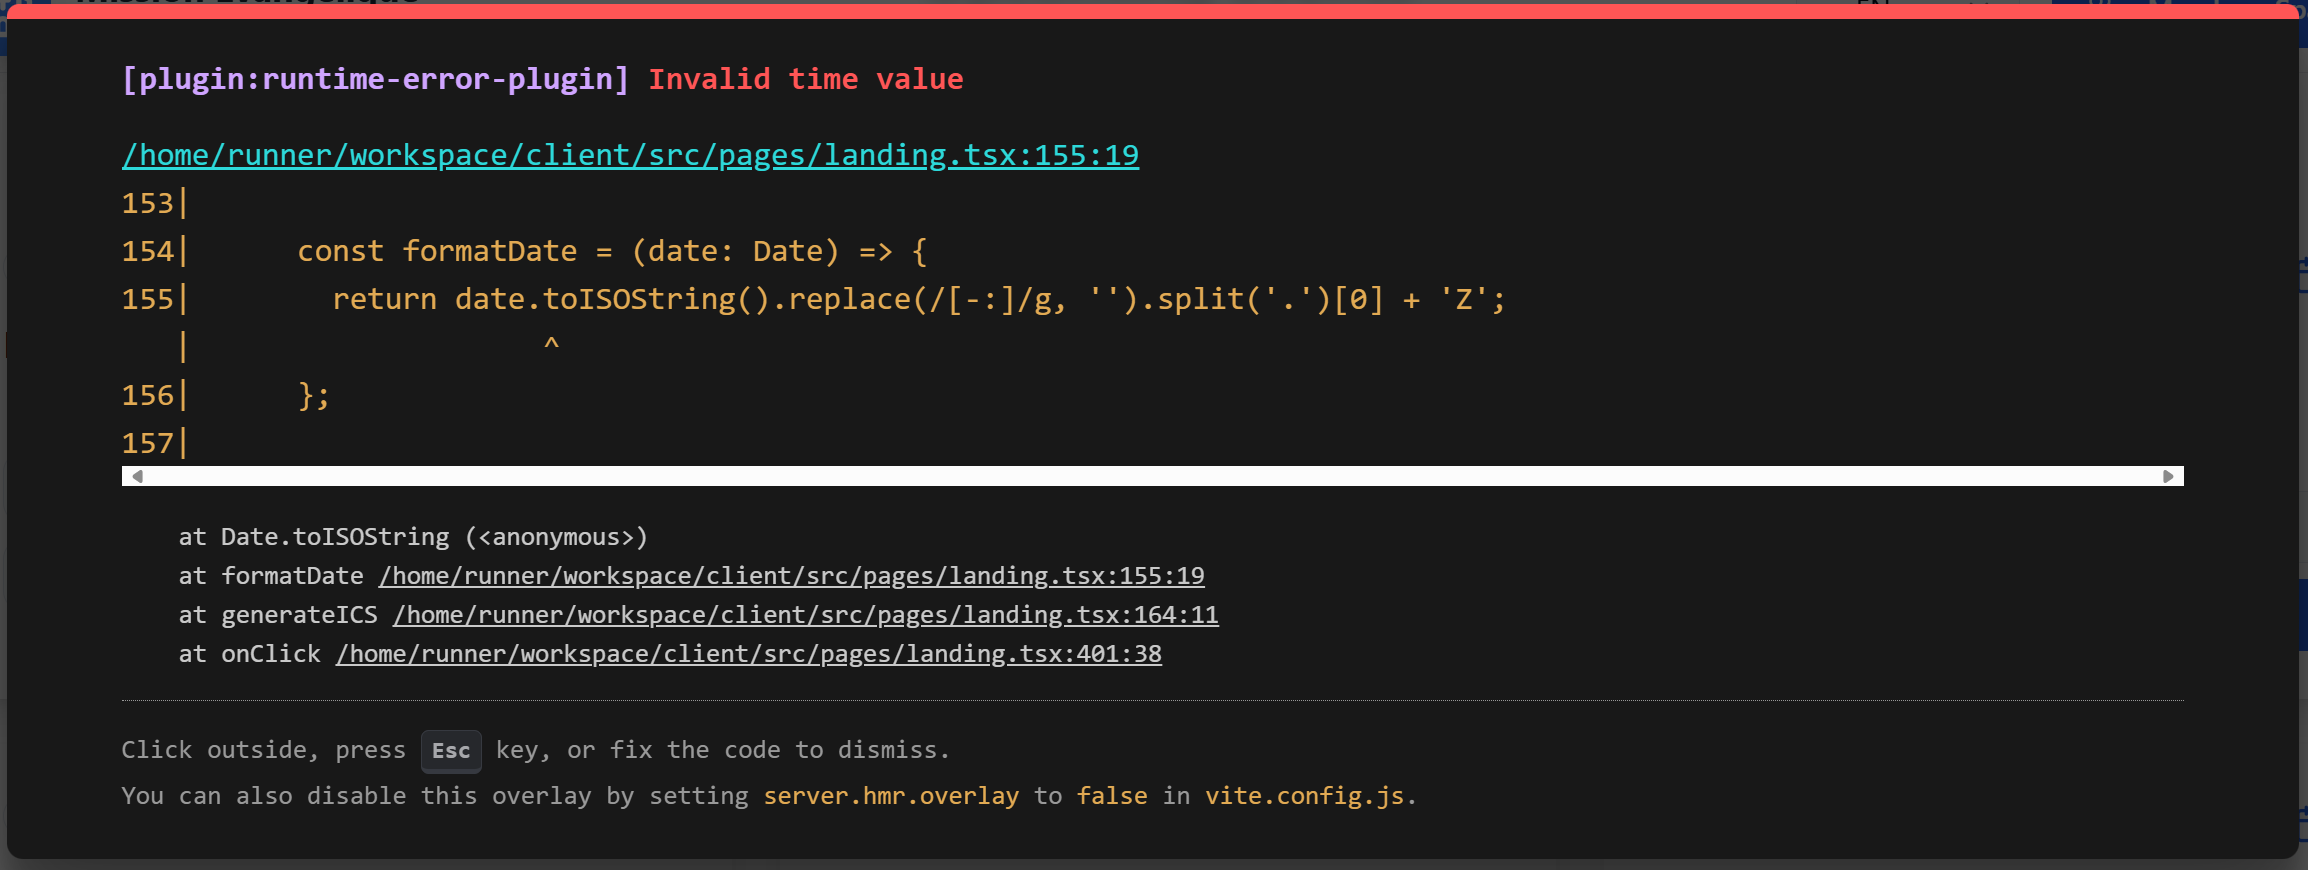 Mission Evangélique
EN
[plugin:runtime-error-plugin] Invalid time value
/home/runner/workspace/client/src/pages/landing.tsx:155:19
153|
154|      const formatDate = (date: Date) => {
155|        return date.toISOString().replace(/[-:]/g, '').split('.')[0] + 'Z';
|                    ^
156|      };
157|
at Date.toISOString (<anonymous>)
at formatDate /home/runner/workspace/client/src/pages/landing.tsx:155:19
at generateICS /home/runner/workspace/client/src/pages/landing.tsx:164:11
at onClick /home/runner/workspace/client/src/pages/landing.tsx:401:38
Click outside, press Esc key, or fix the code to dismiss.
You can also disable this overlay by setting server.hmr.overlay to false in vite.config.js.